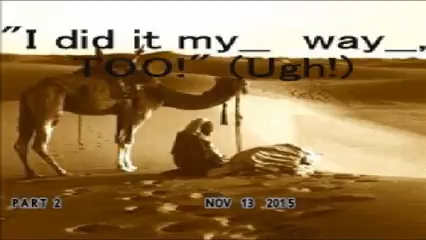 "I did it my__ way__,
TOO!" (Ugh!)
PART 2 NOV 13 2015